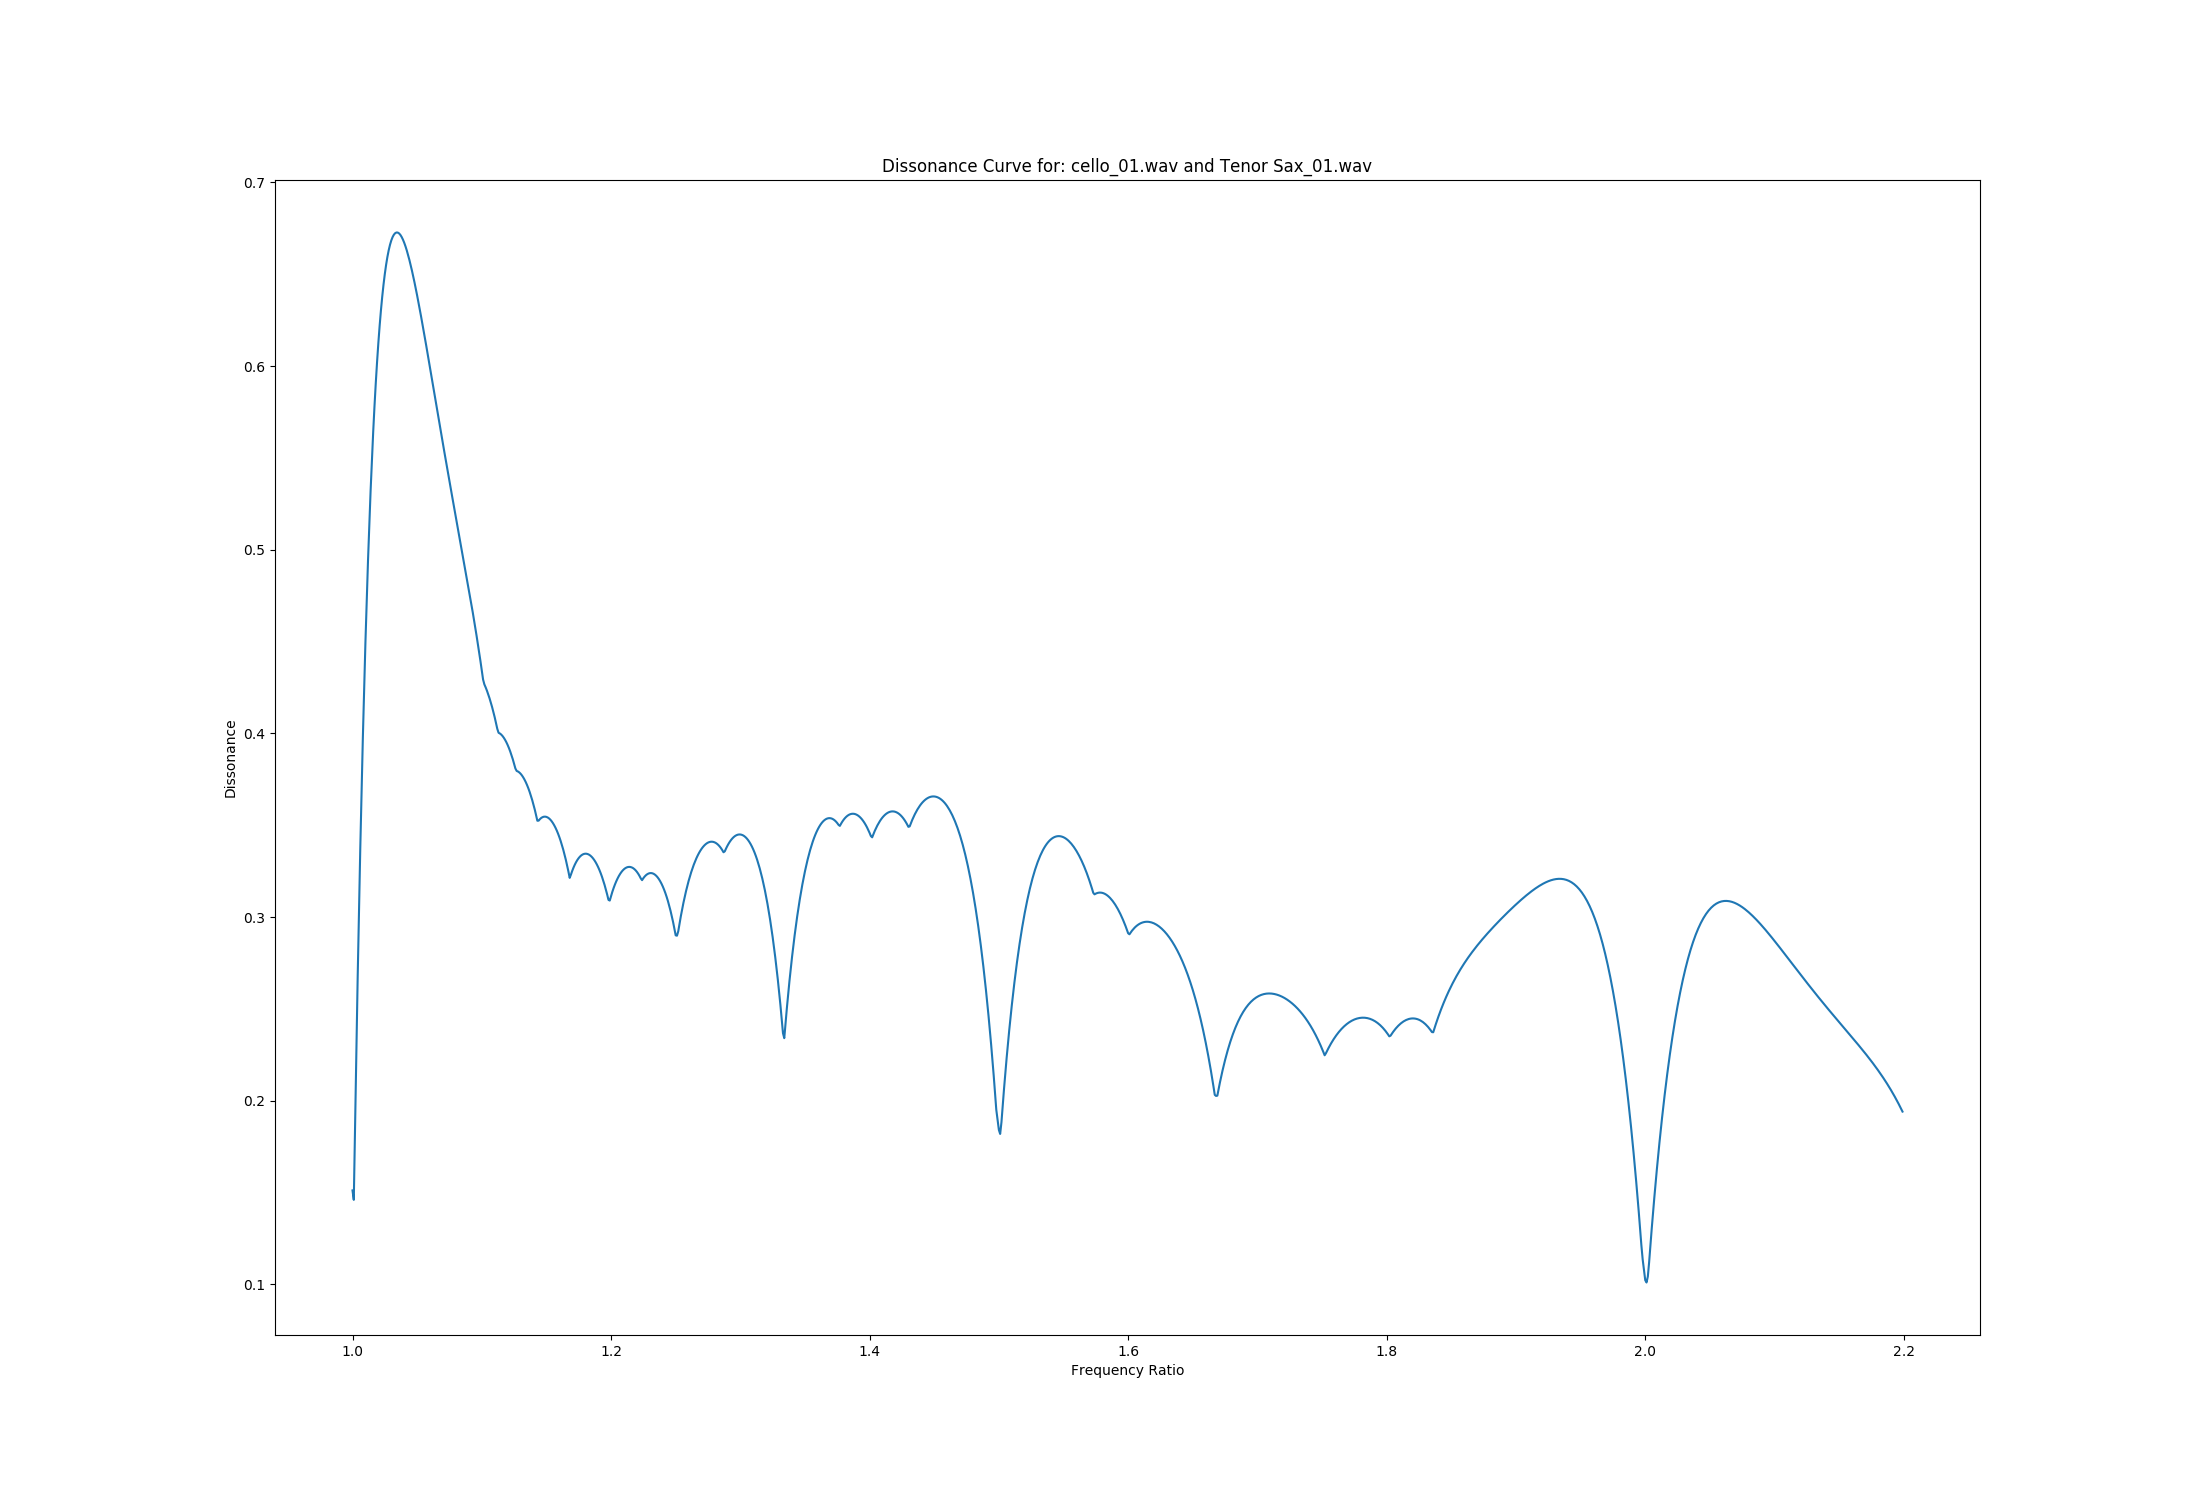 Dissonance Curve for: cello_01.wav and Tenor Sax_01.wav
0.7
0.6
0.5
0.4
0.3
0.2
0.1
Dissonance
1.0 1.2 1.4 1.6 1.8 2.0 2.2
Frequency Ratio